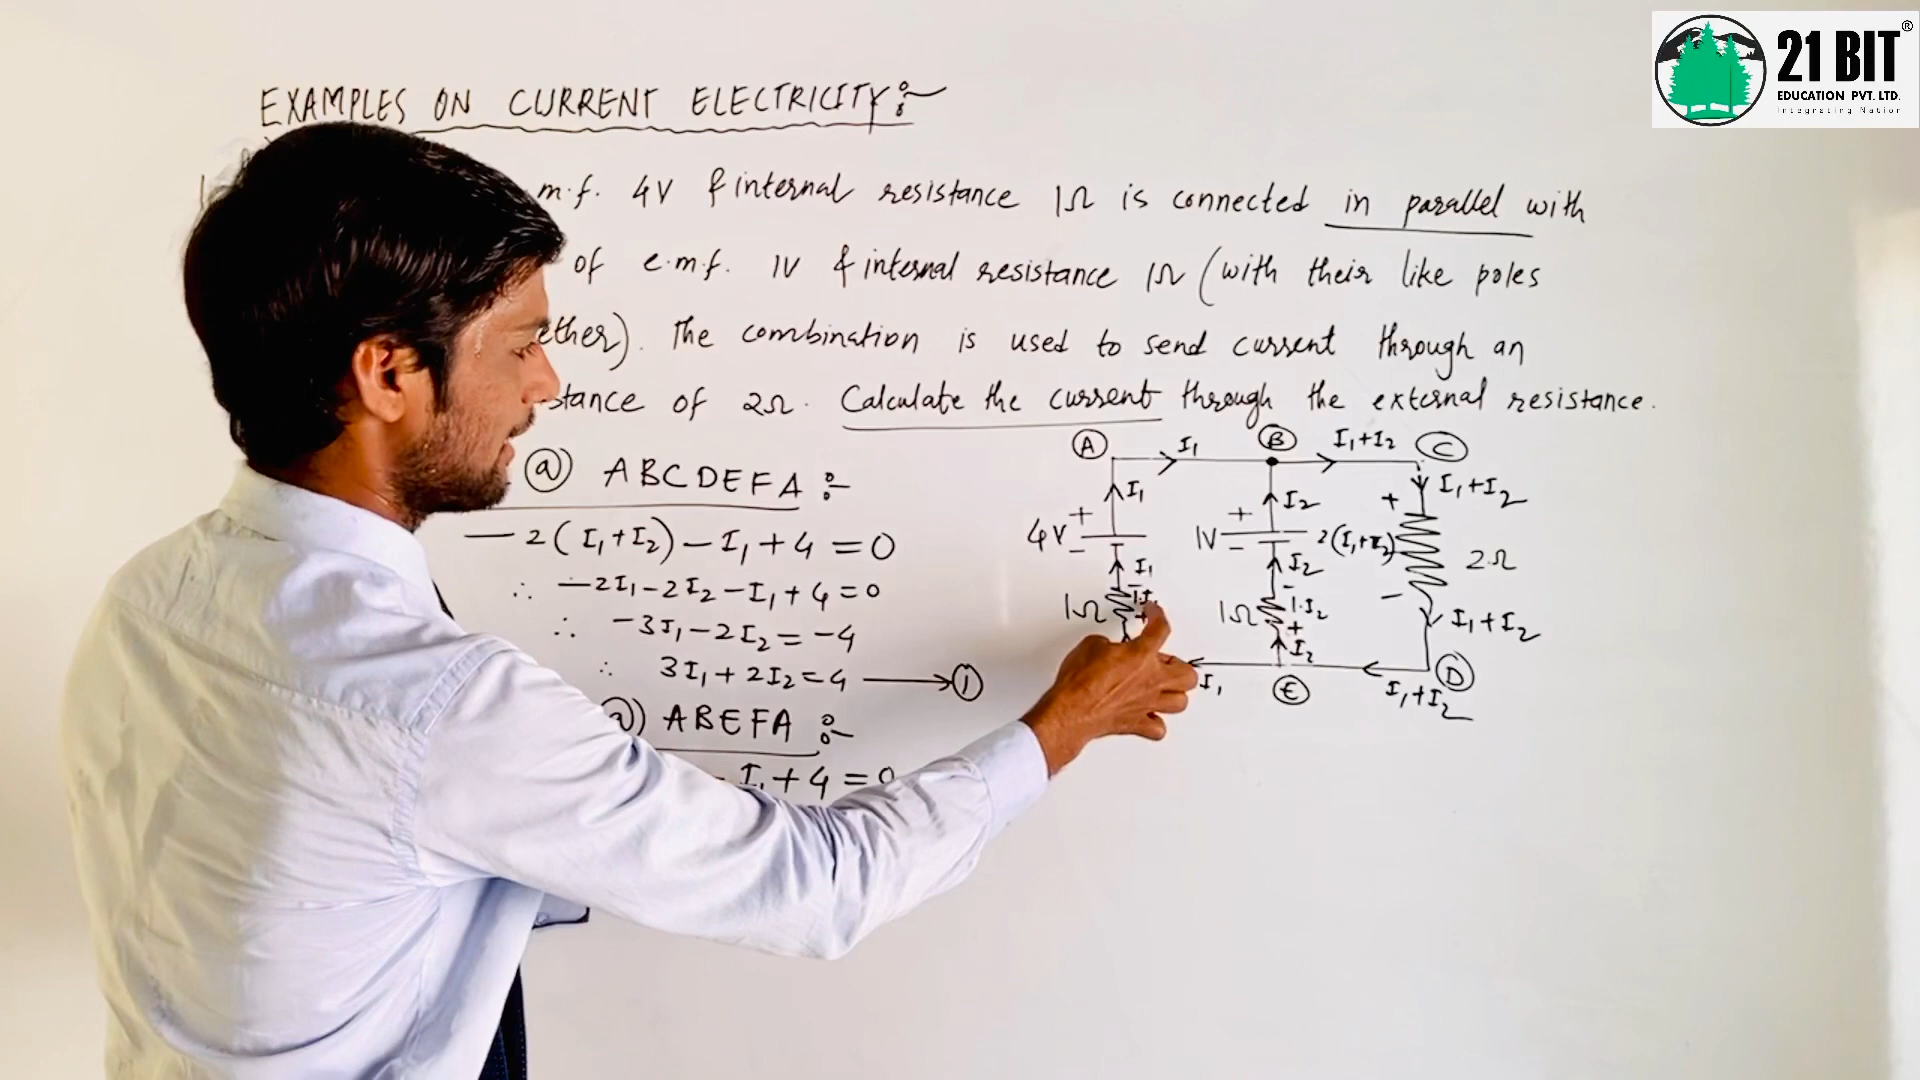 21 BIT®
EDUCATION PVT. LTD.
Integrating Nation
EXAMPLES ON CURRENT ELECTRICITY :-
m.f. 4V & internal resistance 1Ω is connected in parallel with
of e.m.f. 1V & internal resistance 1Ω (with their like poles
ether). The combination is used to send current through an
stance of 2Ω. Calculate the current through the external resistance.
@ ABCDEFA :-
-2(I₁+I₂)-I₁+4=0
∴ -2I₁-2I₂-I₁+4=0
∴ -3I₁-2I₂=-4
∴ 3I₁+2I₂=4 → ①
@ ABEFA :-
- I₁+4=0
A I₁ B I₁+I₂ C
I₁ I₂ + I₁+I₂
4V + - 1V + - 2(I₁+I₂) 2Ω
I₁ I₂ -
1Ω - 1.I₁ + 1Ω - 1.I₂ + I₁+I₂
I₂
I₁ E I₁+I₂ D